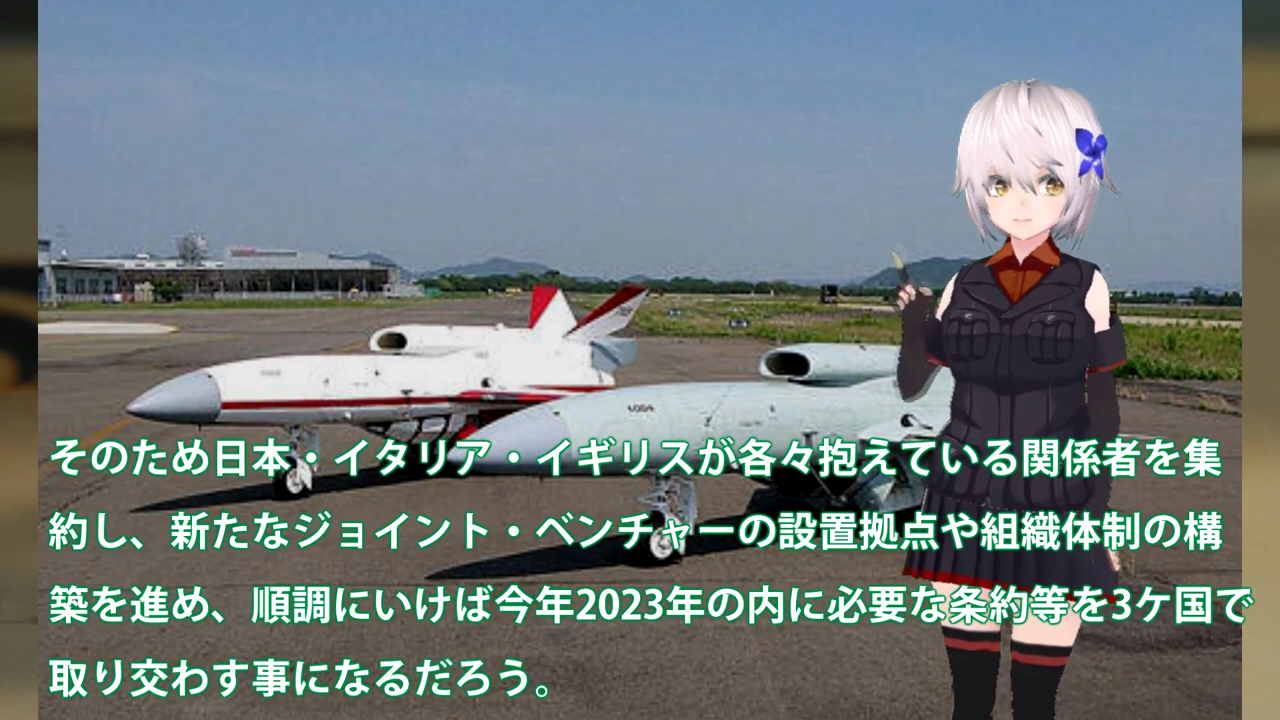 そのため日本・イタリア・イギリスが各々抱えている関係者を集
約し、新たなジョイント・ベンチャーの設置拠点や組織体制の構
築を進め、順調にいけば今年2023年の内に必要な条約等を3ケ国で
取り交わす事になるだろう。